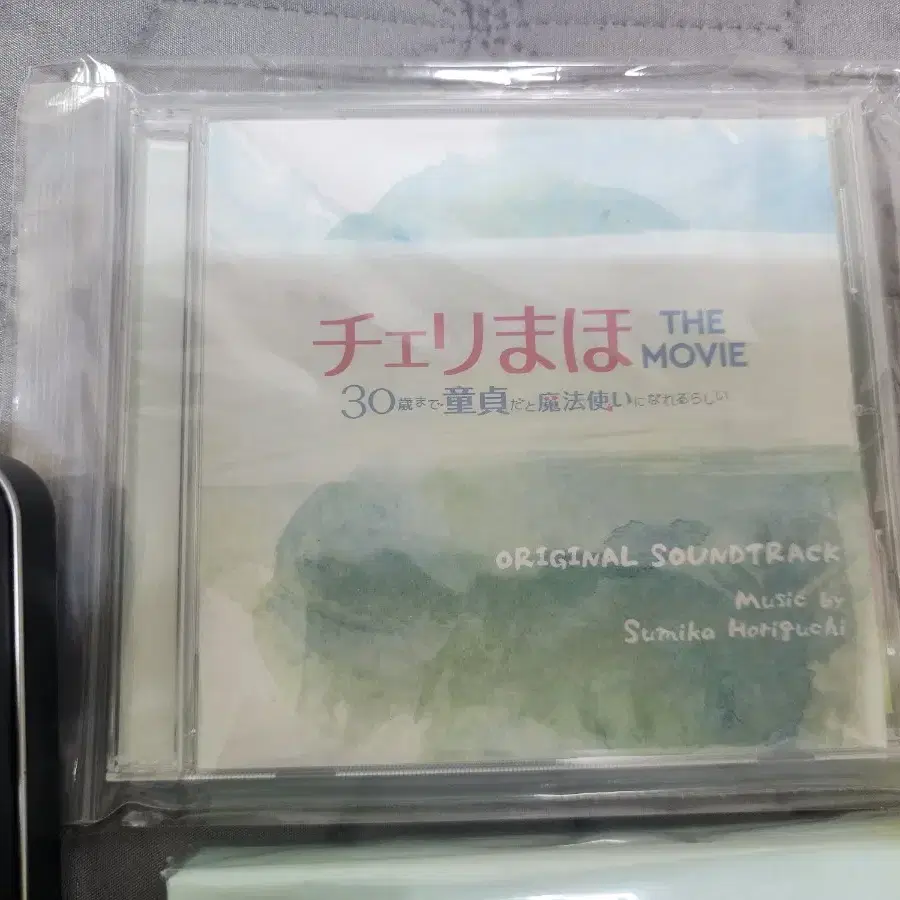 チェリまほ THE MOVIE
30歳まで童貞だと魔法使いになれるらしい
ORIGINAL SOUNDTRACK
Music by
Sumika Horiguchi